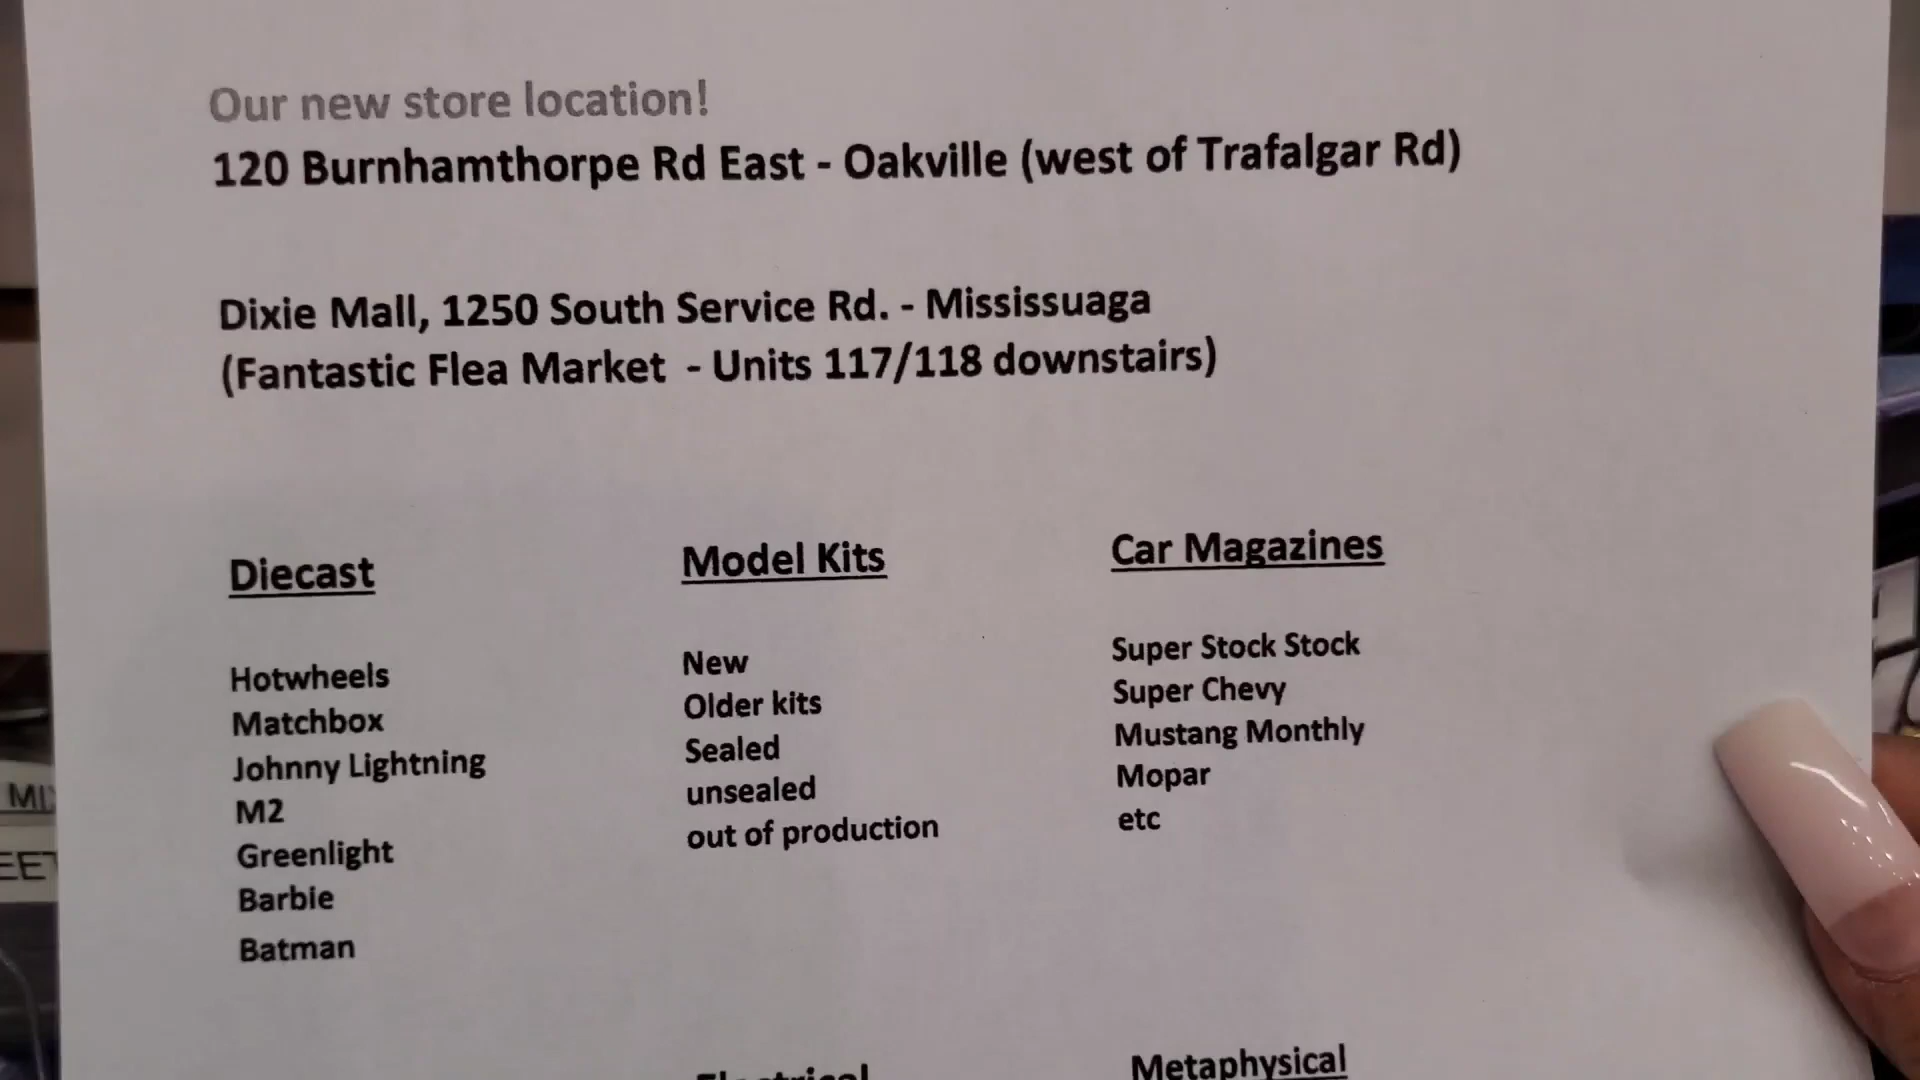 Our new store location!
120 Burnhamthorpe Rd East - Oakville (west of Trafalgar Rd)
Dixie Mall, 1250 South Service Rd. - Mississuaga
(Fantastic Flea Market - Units 117/118 downstairs)
Diecast
Hotwheels
Matchbox
Johnny Lightning
M2
Greenlight
Barbie
Batman
Model Kits
New
Older kits
Sealed
unsealed
out of production
Car Magazines
Super Stock Stock
Super Chevy
Mustang Monthly
Mopar
etc
Electrical
Metaphysical